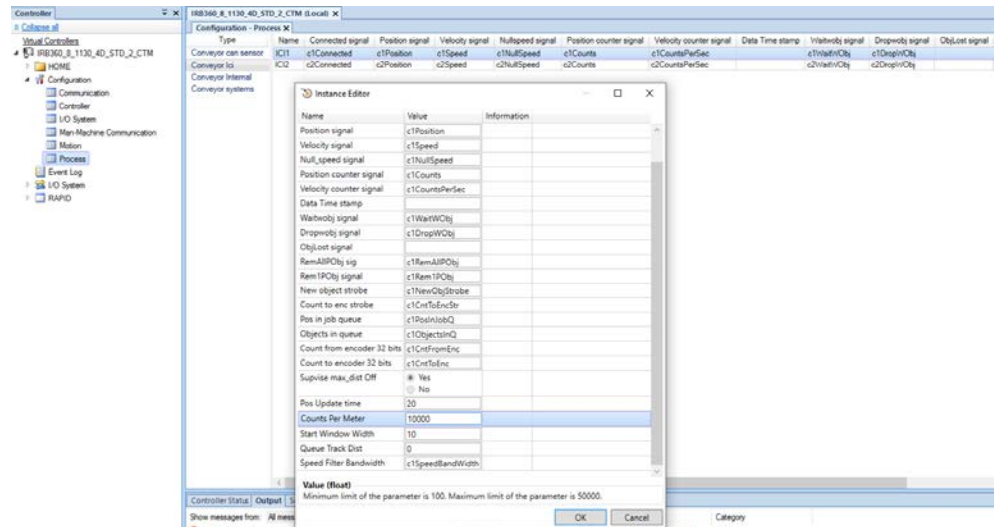 Controller
IRB360_8_1130_4D_STD_2_CTM (Local) X
Collapse all
Configuration - Process X
Virtual Controllers
IRB360_8_1130_4D_STD_2_CTM
HOME
Configuration
Communication
Controller
I/O System
Man-Machine Communication
Motion
Process
Event Log
I/O System
RAPID
Type
Conveyor can sensor
Conveyor Ici
Conveyor Internal
Conveyor systems
Name Connected signal Position signal Velocity signal Nullspeed signal Position counter signal Velocity counter signal Data Time stamp Waitwobj signal Dropwobj signal ObjLost signal
ICI1 c1Connected c1Position c1Speed c1NullSpeed c1Counts c1CountsPerSec c1WaitWObj c1DropWObj
ICI2 c2Connected c2Position c2Speed c2NullSpeed c2Counts c2CountsPerSec c2WaitWObj c2DropWObj
Instance Editor
Name Value Information
Position signal c1Position
Velocity signal c1Speed
Null_speed signal c1NullSpeed
Position counter signal c1Counts
Velocity counter signal c1CountsPerSec
Data Time stamp
Waitwobj signal c1WaitWObj
Dropwobj signal c1DropWObj
ObjLost signal
RemAllPObj sig c1RemAllPObj
Rem1PObj signal c1Rem1PObj
New object strobe c1NewObjStrobe
Count to enc strobe c1CntToEncStr
Pos in job queue c1PosInJobQ
Objects in queue c1ObjectsInQ
Count from encoder 32 bits c1CntFromEnc
Count to encoder 32 bits c1CntToEnc
Supvise max_dist Off Yes
No
Pos Update time 20
Counts Per Meter 10000
Start Window Width 10
Queue Track Dist 0
Speed Filter Bandwidth c1SpeedBandWidth
Value (float)
Minimum limit of the parameter is 100. Maximum limit of the parameter is 50000.
OK Cancel
Controller Status Output
Show messages from: All mess
Category